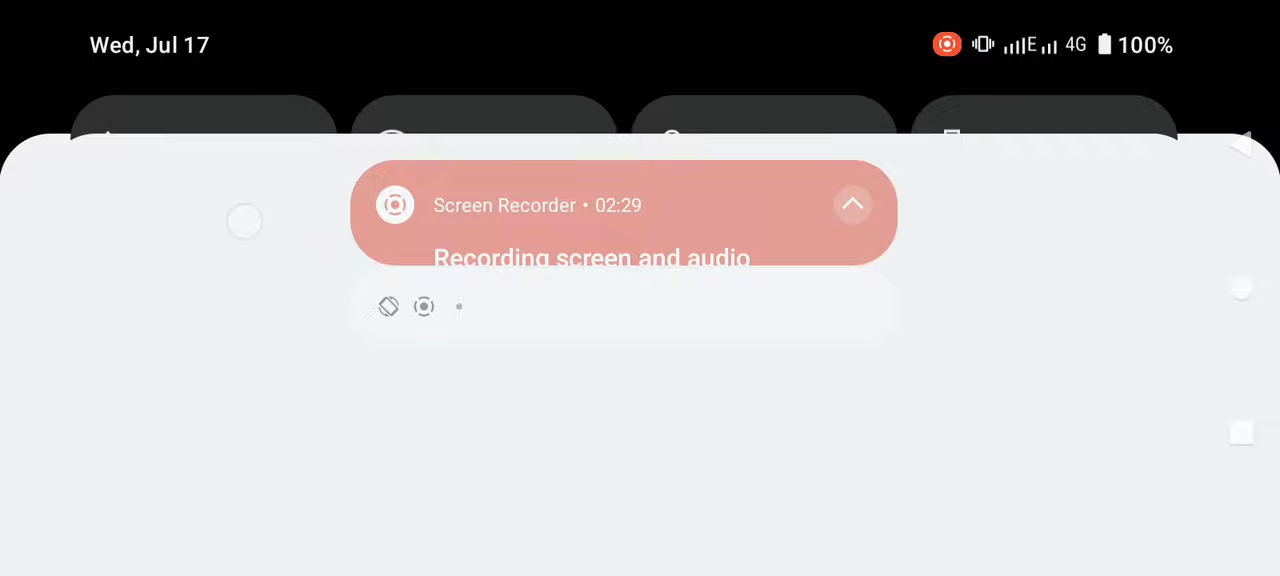 Wed, Jul 17
E 4G 100%
Screen Recorder • 02:29
Recording screen and audio